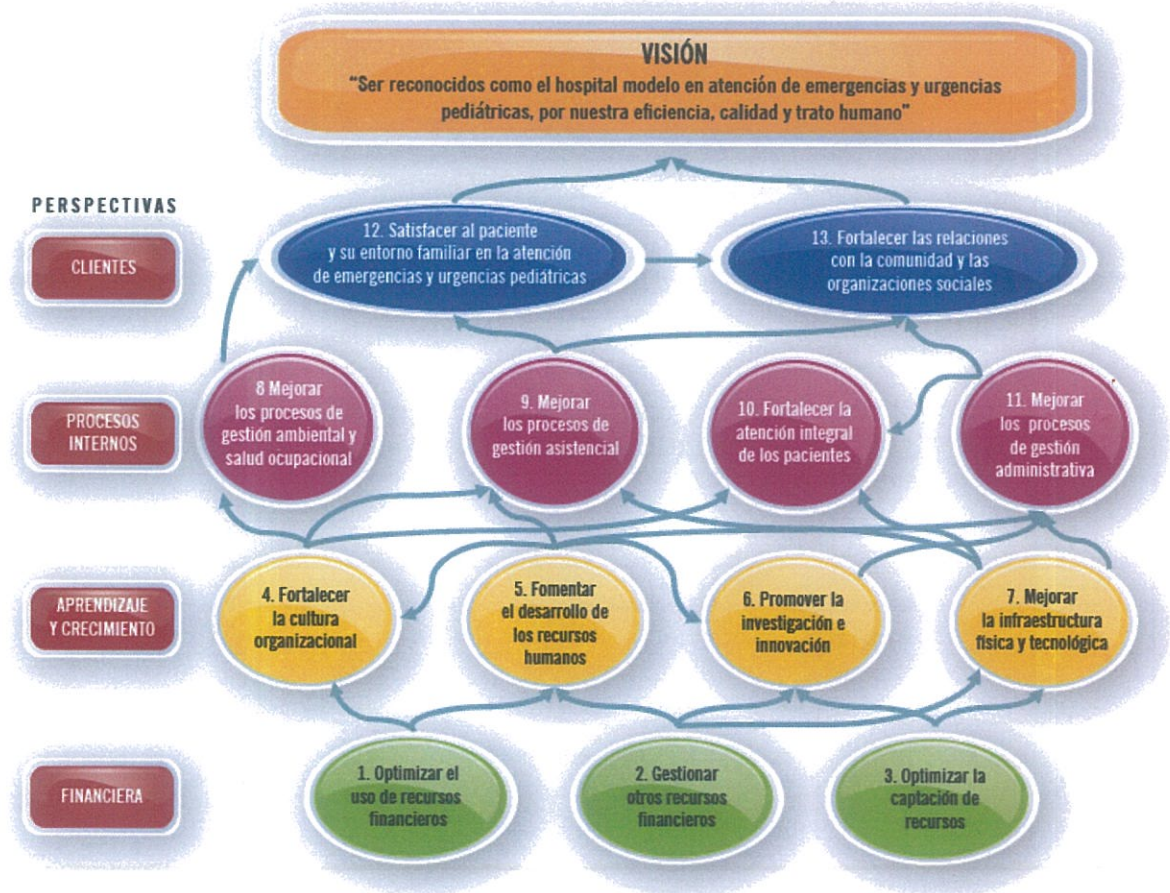 VISIÓN
“Ser reconocidos como el hospital modelo en atención de emergencias y urgencias
pediátricas, por nuestra eficiencia, calidad y trato humano”
PERSPECTIVAS
CLIENTES
12. Satisfacer al paciente
y su entorno familiar en la atención
de emergencias y urgencias pediátricas
13. Fortalecer las relaciones
con la comunidad y las
organizaciones sociales
PROCESOS
INTERNOS
8 Mejorar
los procesos de
gestión ambiental y
salud ocupacional
9. Mejorar
los procesos de
gestión asistencial
10. Fortalecer la
atención integral
de los pacientes
11. Mejorar
los procesos
de gestión
administrativa
APRENDIZAJE
Y CRECIMIENTO
4. Fortalecer
la cultura
organizacional
5. Fomentar
el desarrollo de
los recursos
humanos
6. Promover la
investigación e
innovación
7. Mejorar
la infraestructura
física y tecnológica
FINANCIERA
1. Optimizar el
uso de recursos
financieros
2. Gestionar
otros recursos
financieros
3. Optimizar la
captación de
recursos